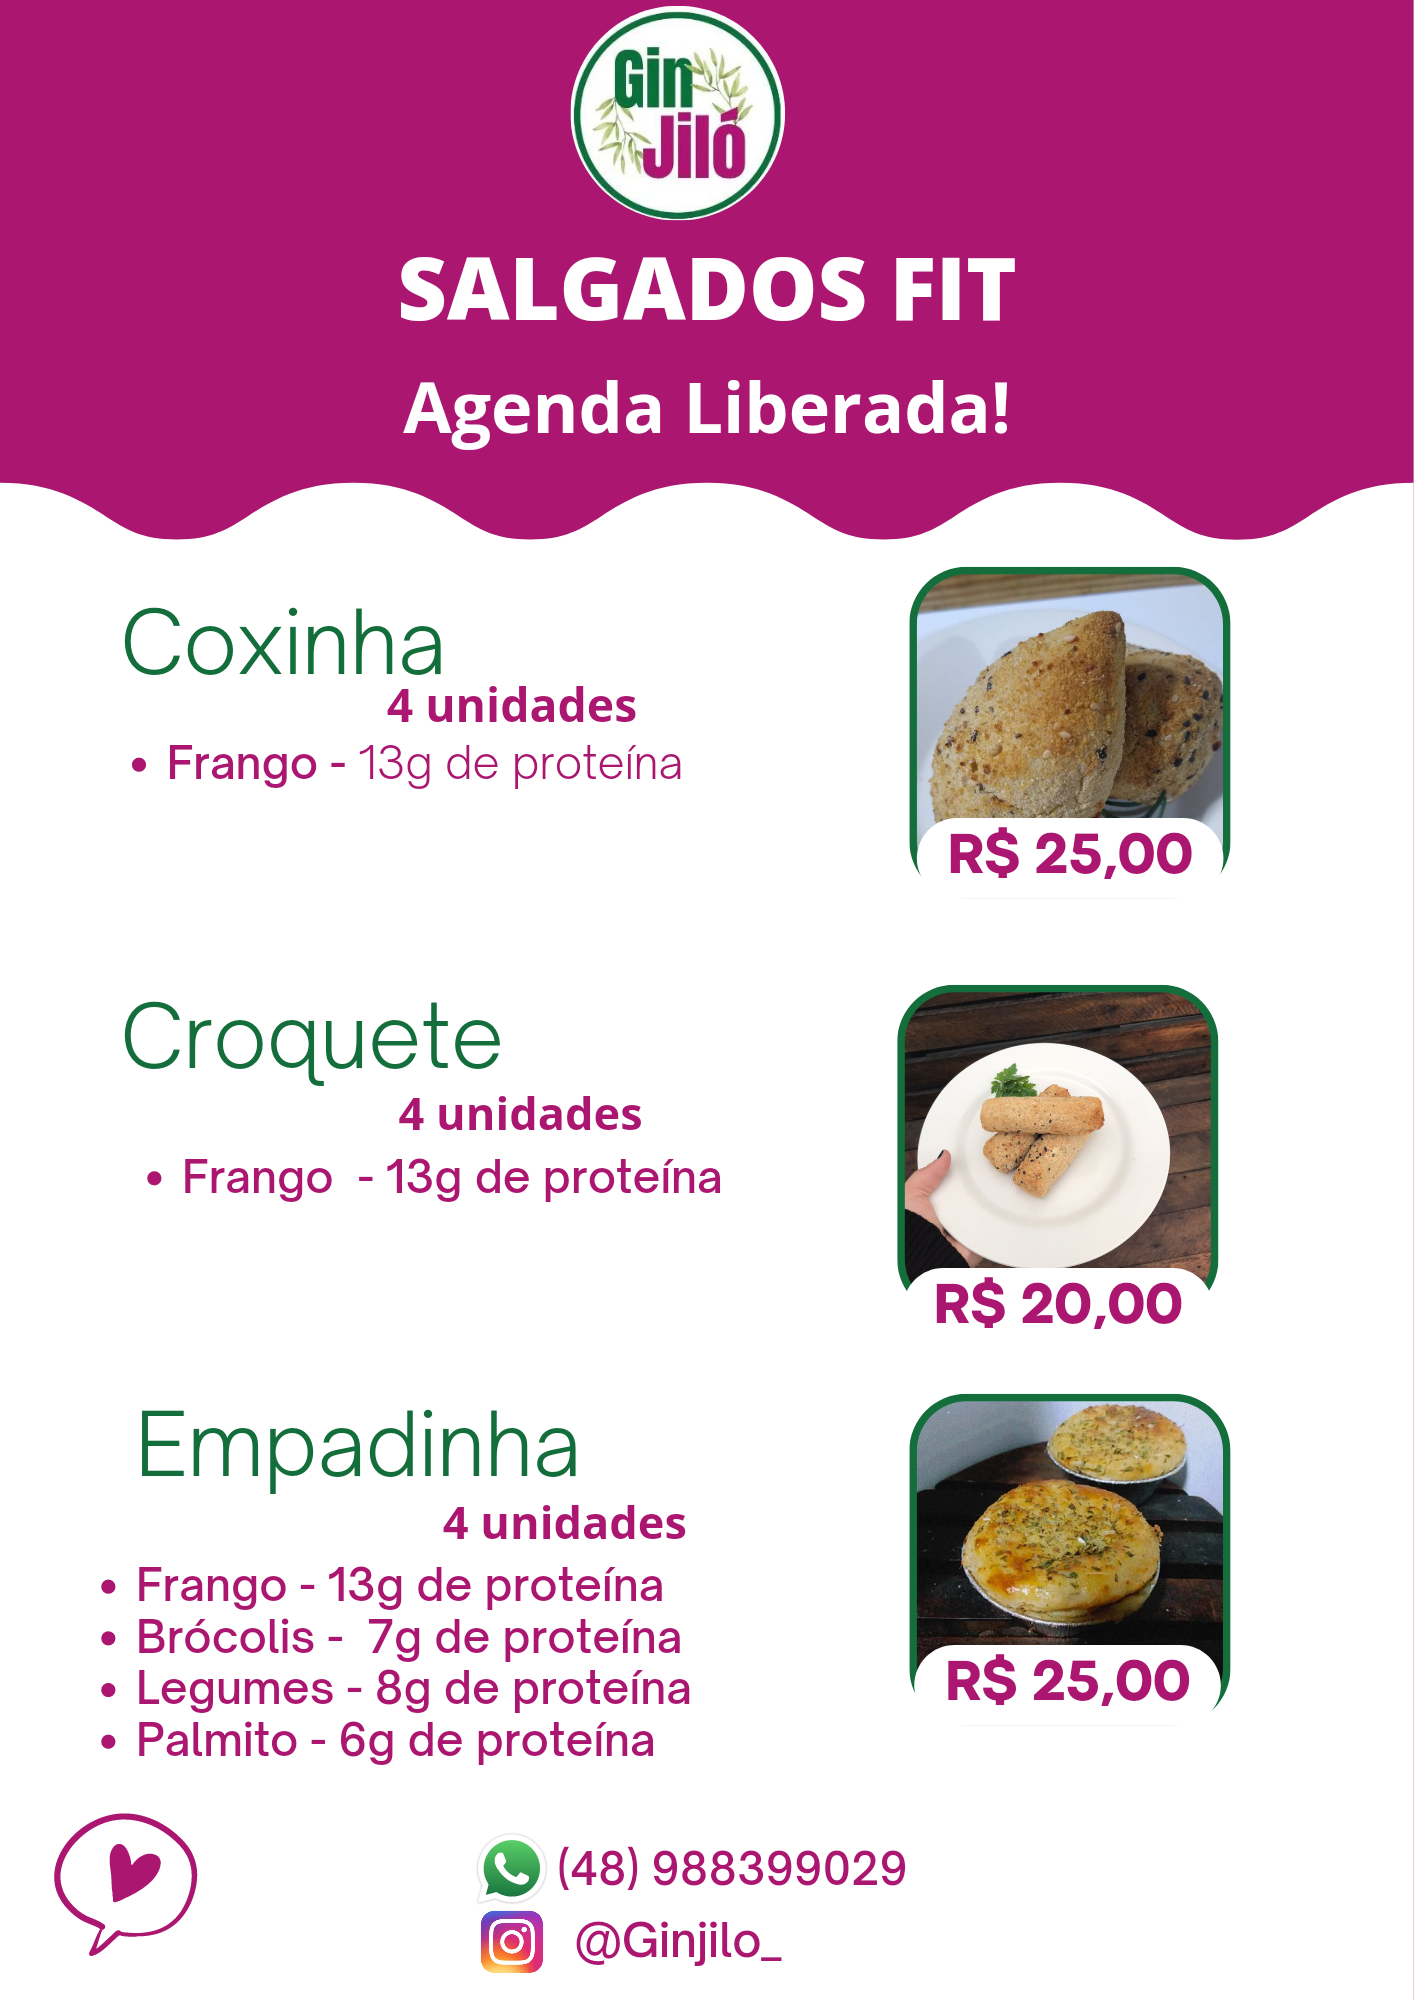 Gin
Jiló
SALGADOS FIT
Agenda Liberada!
Coxinha
4 unidades
• Frango - 13g de proteína
R$ 25,00
Croquete
4 unidades
• Frango - 13g de proteína
R$ 20,00
Empadinha
4 unidades
• Frango - 13g de proteína
• Brócolis - 7g de proteína
• Legumes - 8g de proteína
• Palmito - 6g de proteína
R$ 25,00
(48) 988399029
@Ginjilo_